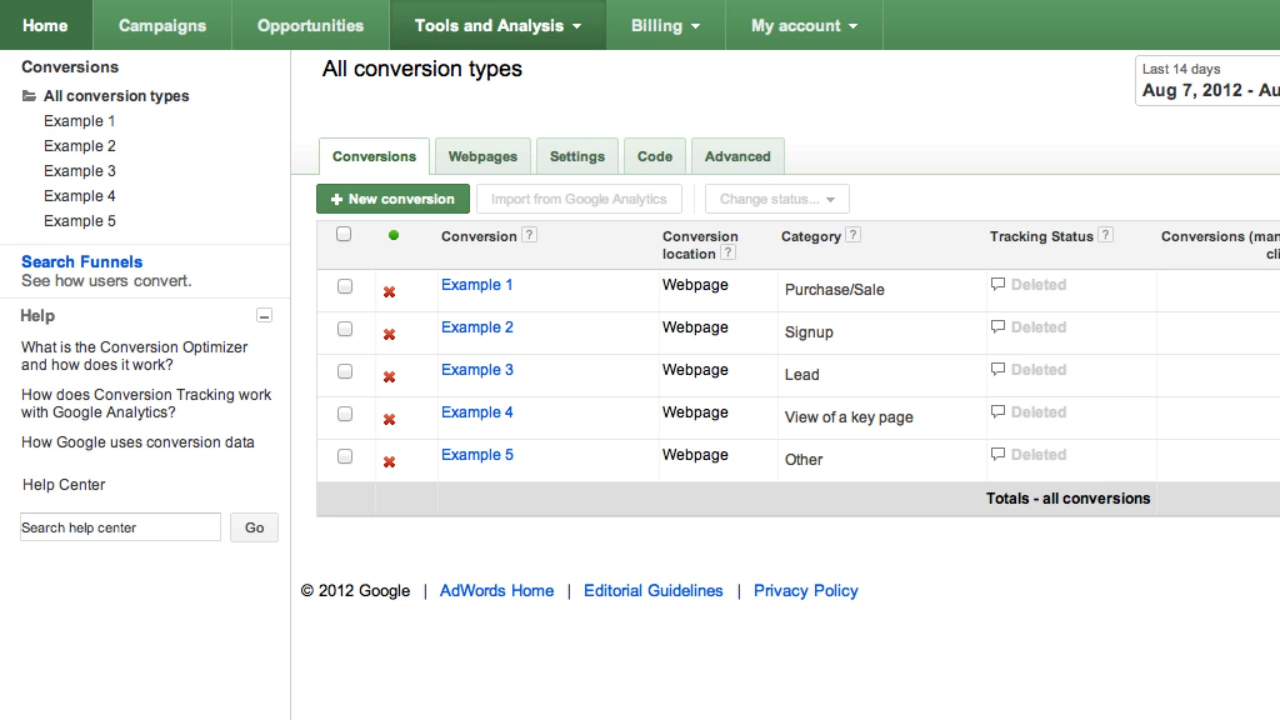 Home Campaigns Opportunities Tools and Analysis Billing My account
Conversions
All conversion types
Example 1
Example 2
Example 3
Example 4
Example 5
Search Funnels
See how users convert.
Help
What is the Conversion Optimizer
and how does it work?
How does Conversion Tracking work
with Google Analytics?
How Google uses conversion data
Help Center
Search help center Go
All conversion types
Last 14 days
Aug 7, 2012 - Au
Conversions Webpages Settings Code Advanced
+ New conversion Import from Google Analytics Change status...
Conversion ? Conversion location ? Category ? Tracking Status ? Conversions (man cli
Example 1 Webpage Purchase/Sale Deleted
Example 2 Webpage Signup Deleted
Example 3 Webpage Lead Deleted
Example 4 Webpage View of a key page Deleted
Example 5 Webpage Other Deleted
Totals - all conversions
© 2012 Google | AdWords Home | Editorial Guidelines | Privacy Policy